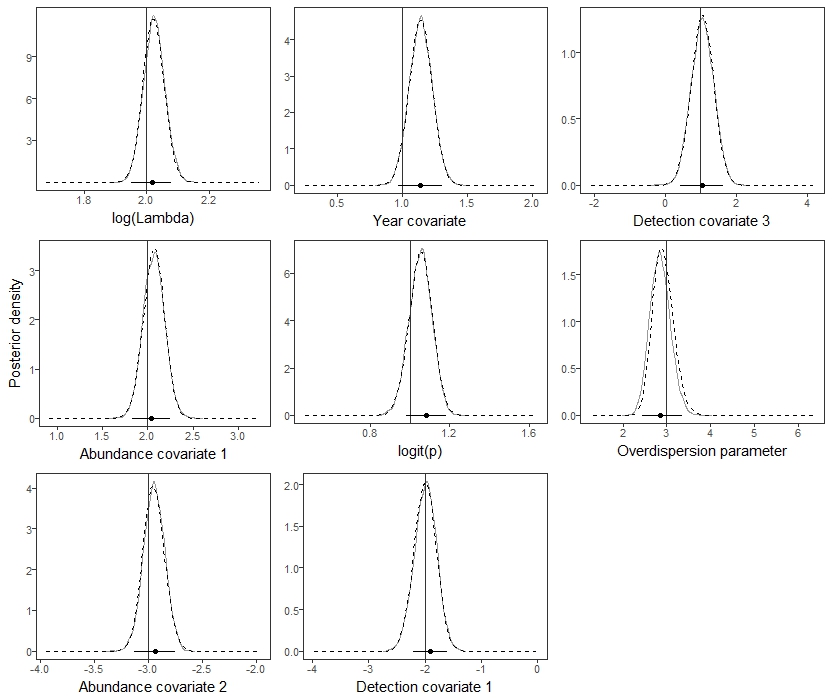 9
6
3
1.8 2.0 2.2
log(Lambda)
4
3
2
1
0
0.5 1.0 1.5 2.0
Year covariate
1.0
0.5
0.0
-2 0 2 4
Detection covariate 3
Posterior density
3
2
1
0
1.0 1.5 2.0 2.5 3.0
Abundance covariate 1
6
4
2
0
0.8 1.2 1.6
logit(p)
1.5
1.0
0.5
0.0
2 3 4 5 6
Overdispersion parameter
4
3
2
1
0
-4.0 -3.5 -3.0 -2.5 -2.0
Abundance covariate 2
2.0
1.5
1.0
0.5
0.0
-4 -3 -2 -1 0
Detection covariate 1